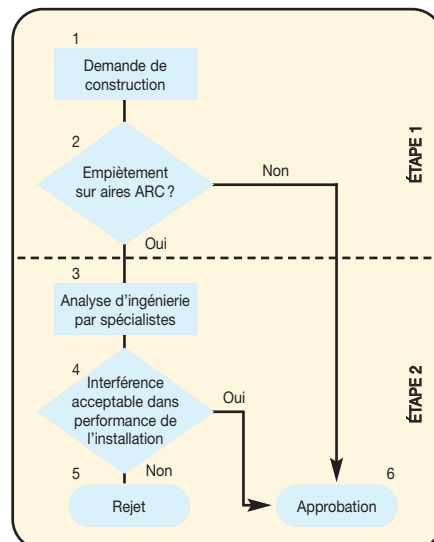 1
Demande de
construction
2
Empiètement
sur aires ARC ?
Non
Oui
ÉTAPE 1
3
Analyse d'ingénierie
par spécialistes
4
Interférence
acceptable dans
performance de
l'installation
Oui
Non
ÉTAPE 2
5
Rejet
6
Approbation